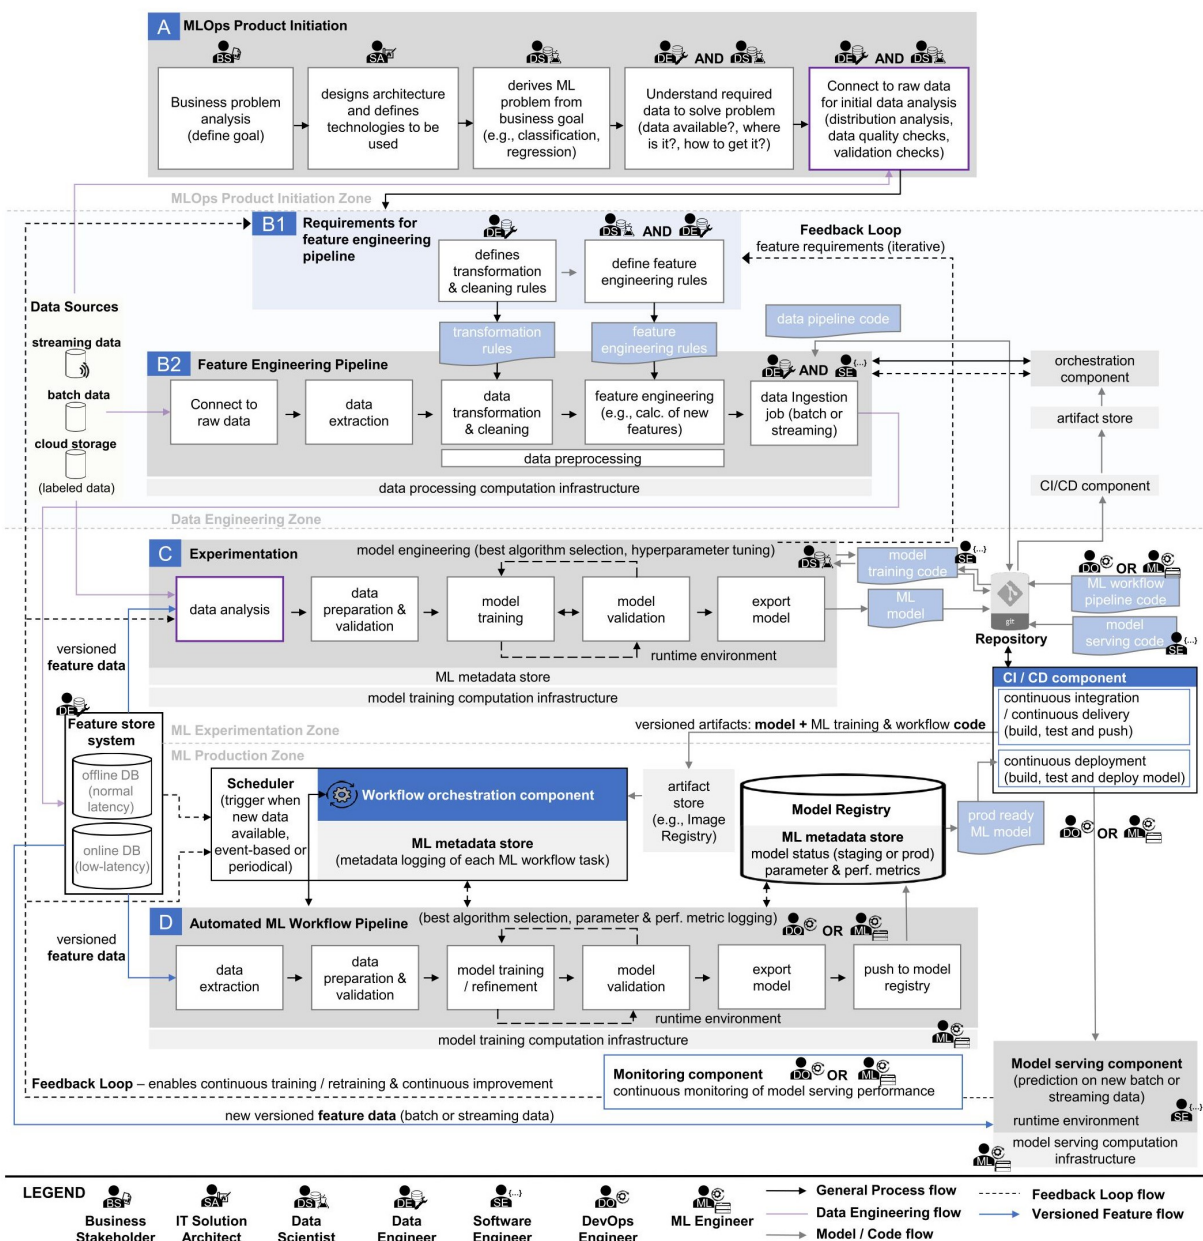 A MLOps Product Initiation
BS
SA
DS
DE AND DS
DE AND DS
Business problem
analysis
(define goal)
designs architecture
and defines
technologies to be
used
derives ML
problem from
business goal
(e.g., classification,
regression)
Understand required
data to solve problem
(data available?, where
is it?, how to get it?)
Connect to raw data
for initial data analysis
(distribution analysis,
data quality checks,
validation checks)
MLOps Product Initiation Zone
B1 Requirements for
feature engineering
pipeline
DE
DS AND DE
defines
transformation
& cleaning rules
define feature
engineering rules
Feedback Loop
feature requirements (iterative)
Data Sources
streaming data
batch data
cloud storage
(labeled data)
transformation
rules
feature
engineering rules
data pipeline code
B2 Feature Engineering Pipeline
DE AND SE {...}
Connect to
raw data
data
extraction
data
transformation
& cleaning
feature engineering
(e.g., calc. of new
features)
data Ingestion
job (batch or
streaming)
data preprocessing
data processing computation infrastructure
orchestration
component
artifact store
CI/CD component
Data Engineering Zone
C Experimentation
model engineering (best algorithm selection, hyperparameter tuning)
DS
data analysis
data
preparation &
validation
model
training
model
validation
export
model
runtime environment
ML metadata store
model training computation infrastructure
model
training code
SE {...}
ML
model
DO OR ML
ML workflow
pipeline code
model
serving code
SE {...}
git
Repository
versioned
feature data
CI / CD component
continuous integration
/ continuous delivery
(build, test and push)
continuous deployment
(build, test and deploy model)
versioned artifacts: model + ML training & workflow code
ML Experimentation Zone
ML Production Zone
DE
Feature store
system
offline DB
(normal
latency)
online DB
(low-latency)
Scheduler
(trigger when
new data
available,
event-based or
periodical)
Workflow orchestration component
ML metadata store
(metadata logging of each ML workflow task)
artifact
store
(e.g., Image
Registry)
Model Registry
ML metadata store
model status (staging or prod)
parameter & perf. metrics
prod ready
ML model
DO OR ML
D Automated ML Workflow Pipeline
(best algorithm selection, parameter & perf. metric logging)
DO OR ML
versioned
feature data
data
extraction
data
preparation &
validation
model training
/ refinement
model
validation
export
model
push to model
registry
runtime environment
model training computation infrastructure
ML
Monitoring component
continuous monitoring of model serving performance
DO OR ML
Feedback Loop – enables continuous training / retraining & continuous improvement
new versioned feature data (batch or streaming data)
Model serving component
(prediction on new batch or
streaming data)
runtime environment
SE {...}
model serving computation
infrastructure
ML
LEGEND
BS
Business
Stakeholder
SA
IT Solution
Architect
DS
Data
Scientist
DE
Data
Engineer
SE {...}
Software
Engineer
DO
DevOps
Engineer
ML
ML Engineer
General Process flow
Data Engineering flow
Model / Code flow
Feedback Loop flow
Versioned Feature flow